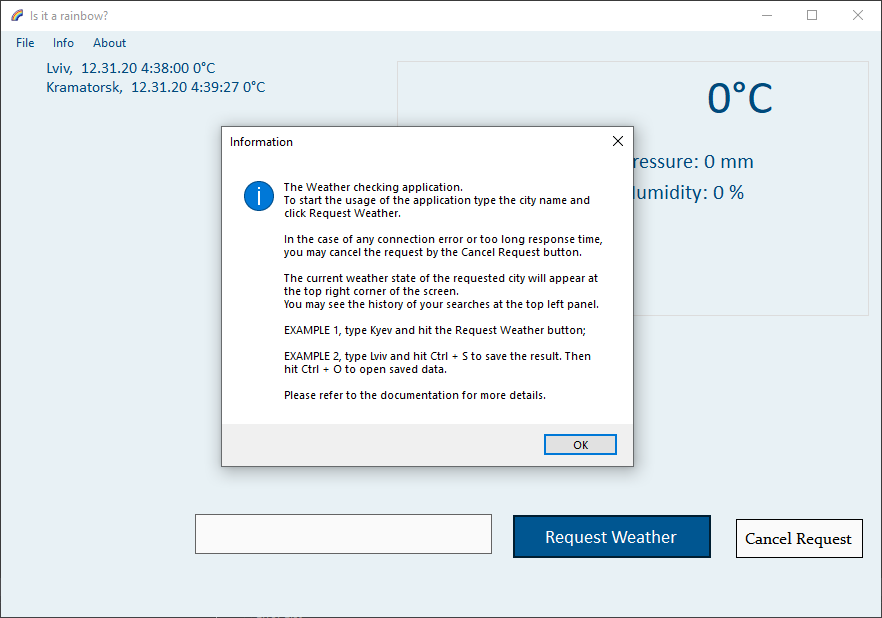 Is it a rainbow?
File Info About
Lviv, 12.31.20 4:38:00 0°C
Kramatorsk, 12.31.20 4:39:27 0°C
0°C
ressure: 0 mm
umidity: 0 %
Information
The Weather checking application.
To start the usage of the application type the city name and
click Request Weather.
In the case of any connection error or too long response time,
you may cancel the request by the Cancel Request button.
The current weather state of the requested city will appear at
the top right corner of the screen.
You may see the history of your searches at the top left panel.
EXAMPLE 1, type Kyev and hit the Request Weather button;
EXAMPLE 2, type Lviv and hit Ctrl + S to save the result. Then
hit Ctrl + O to open saved data.
Please refer to the documentation for more details.
OK
Request Weather
Cancel Request